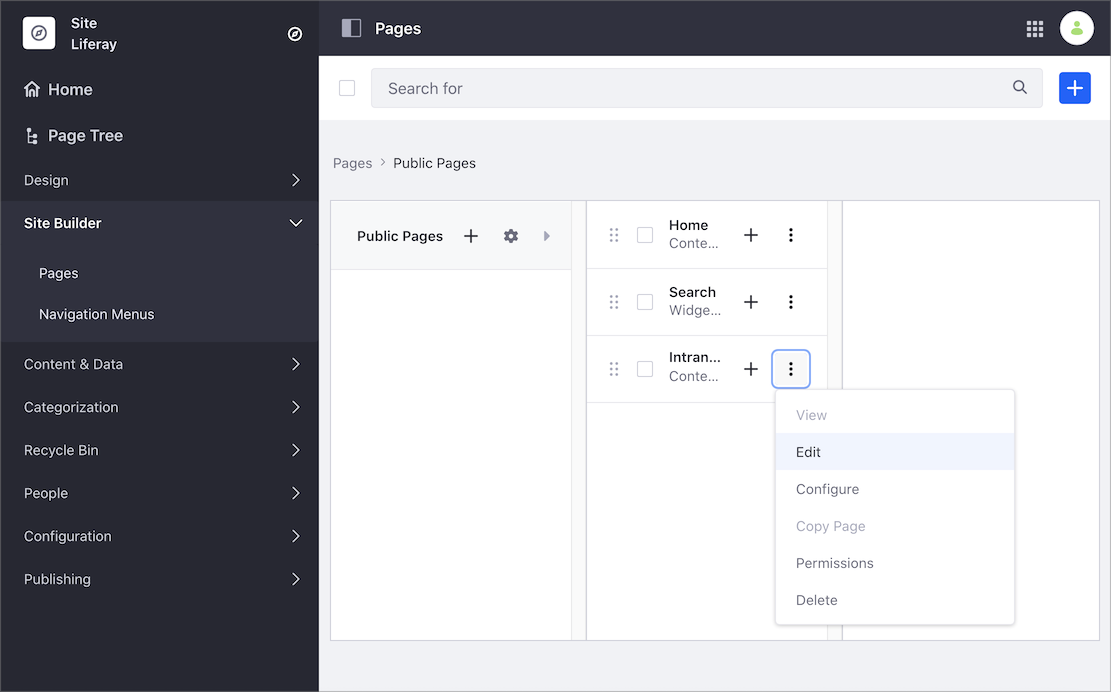 Site
Liferay
Home
Page Tree
Design
Site Builder
Pages
Navigation Menus
Content & Data
Categorization
Recycle Bin
People
Configuration
Publishing
Pages
Search for
Pages > Public Pages
Public Pages
Home
Conte...
Search
Widge...
Intran...
Conte...
View
Edit
Configure
Copy Page
Permissions
Delete